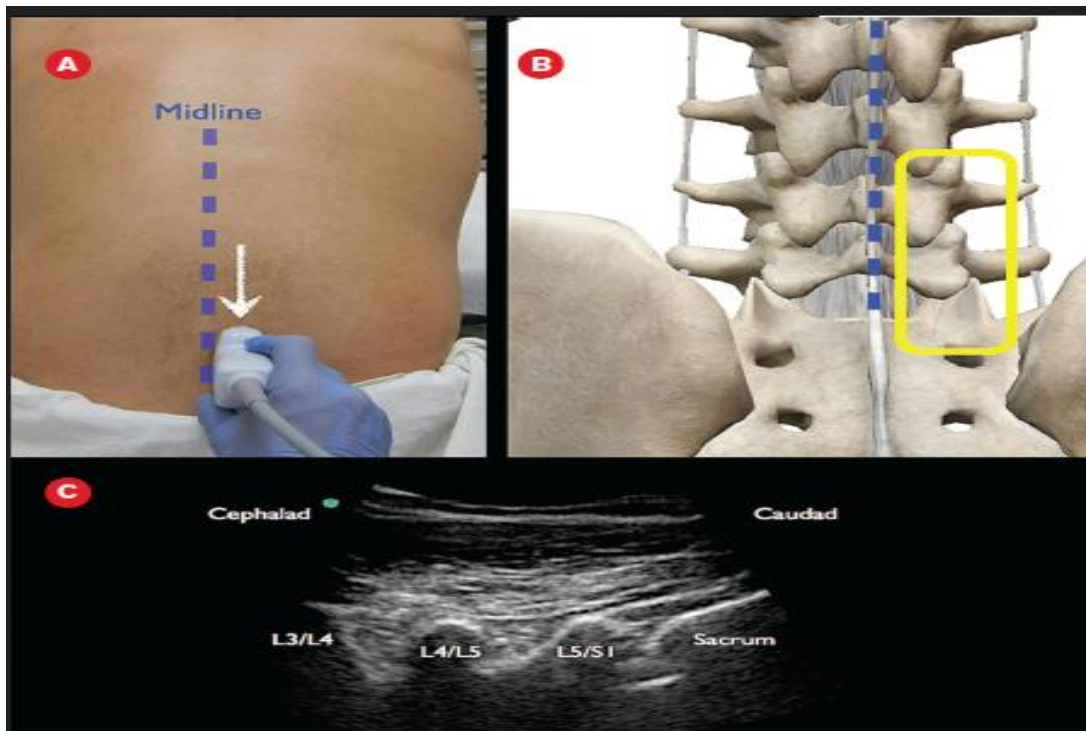 A
Midline
B
C
Cephalad
Caudad
L3/L4
L4/L5
L5/S1
Sacrum